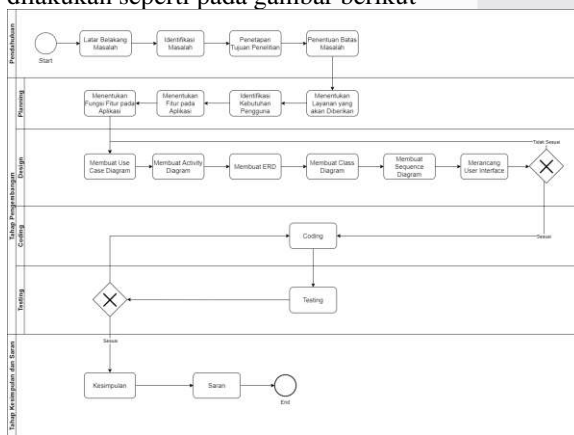 dilakukan seperti pada gambar berikut
Pendahuluan
Start
Latar Belakang
Masalah
Identifikasi
Masalah
Penetapan
Tujuan Penelitian
Penentuan Batas
Masalah
Tahap Pengembangan
Planning
Menentukan
Fungsi Fitur pada
Aplikasi
Menentukan
Fitur pada
Aplikasi
Identifikasi
Kebutuhan
Pengguna
Menentukan
Layanan yang
akan Diberikan
Design
Membuat Use
Case Diagram
Membuat Activity
Diagram
Membuat ERD
Membuat Class
Diagram
Membuat
Sequence
Diagram
Merancang
User Interface
Tidak Sesuai
Sesuai
Coding
Coding
Testing
Testing
Sesuai
Tahap Kesimpulan dan Saran
Kesimpulan
Saran
End